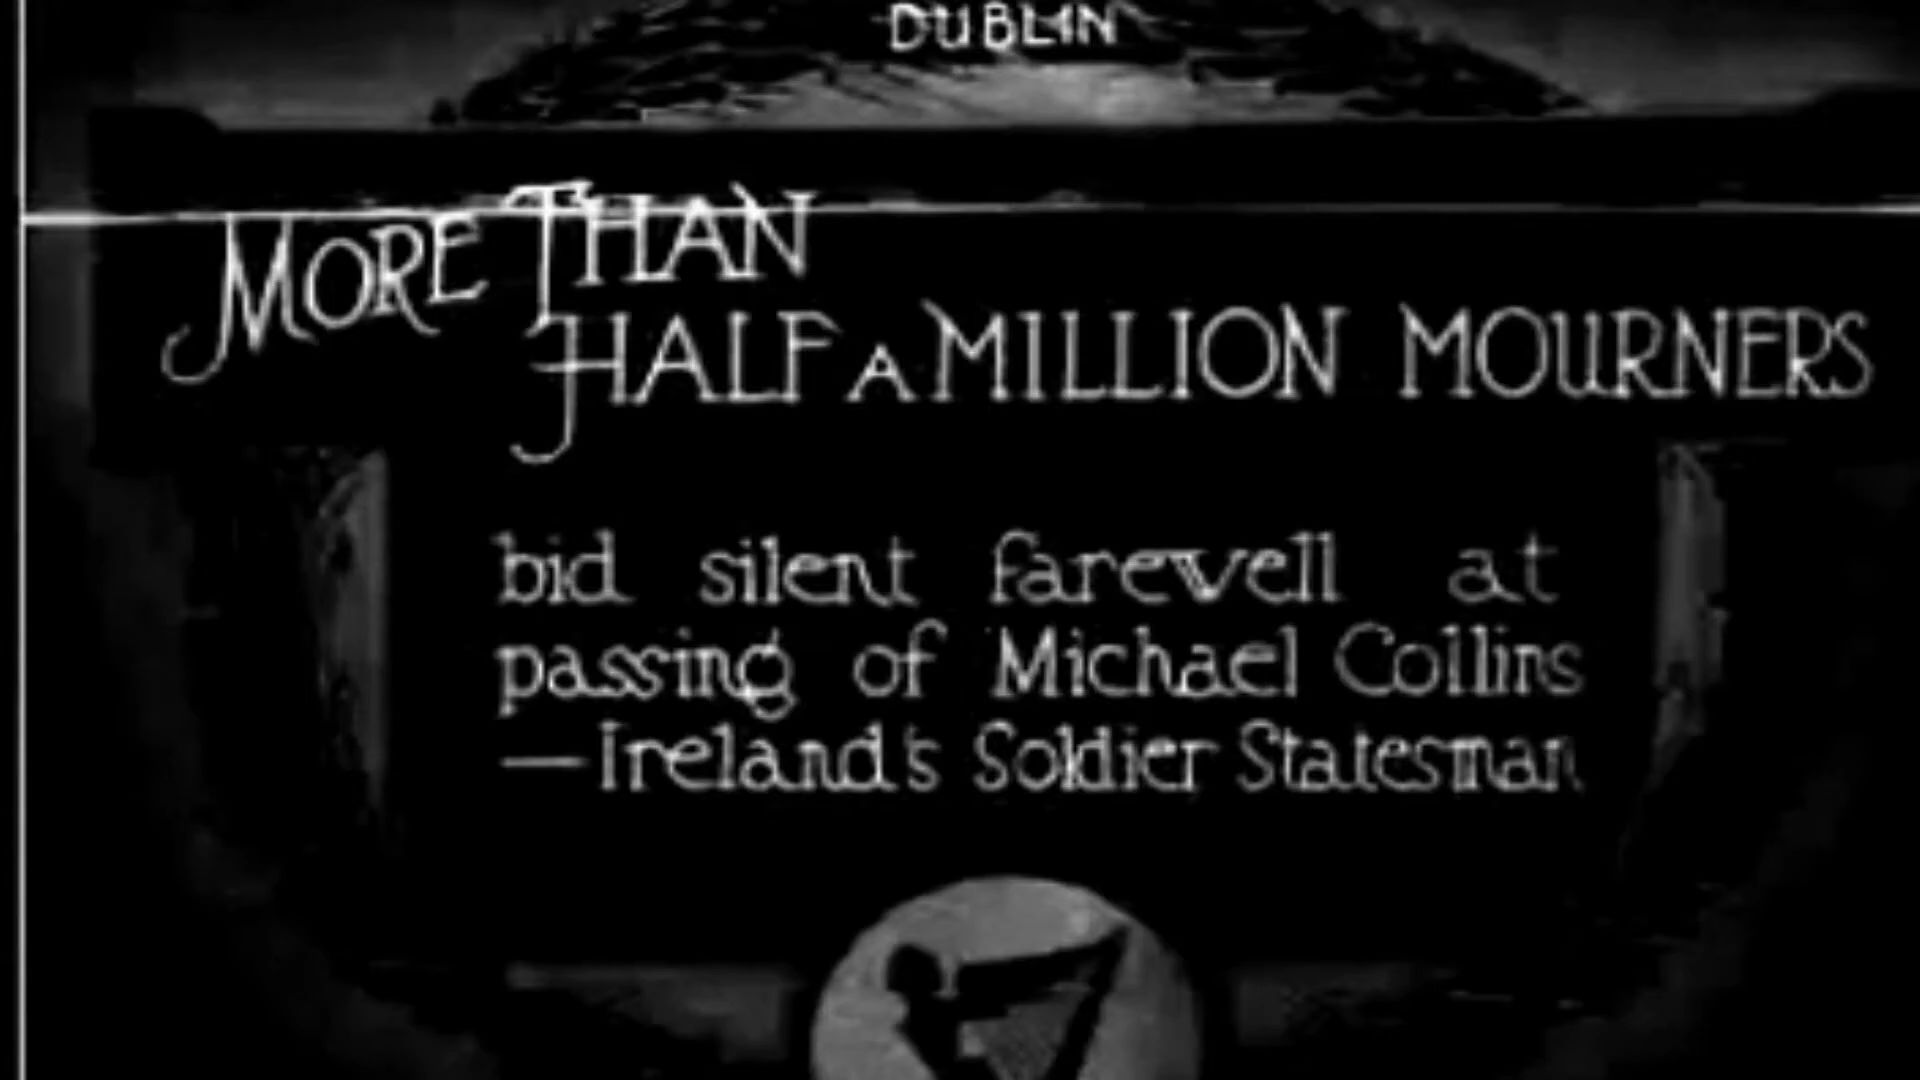 DUBLIN
MORE THAN
HALF A MILLION MOURNERS
bid silent farewell at
passing of Michael Collins
—Ireland's Soldier Statesman